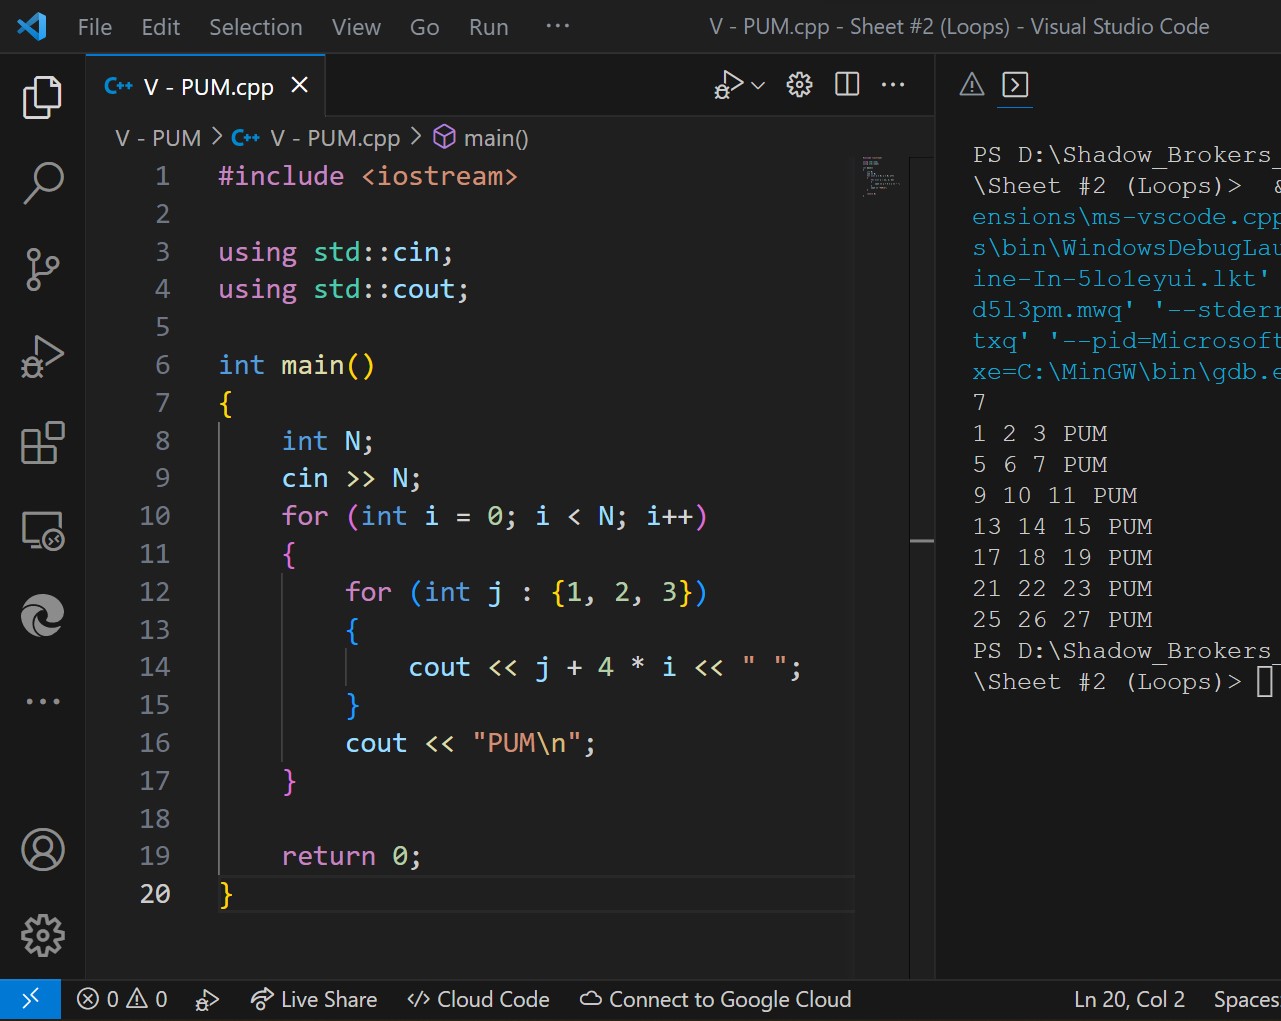 File Edit Selection View Go Run ··· V - PUM.cpp - Sheet #2 (Loops) - Visual Studio Code
C++ V - PUM.cpp
V - PUM > C++ V - PUM.cpp > main()
1 #include <iostream>
2
3 using std::cin;
4 using std::cout;
5
6 int main()
7 {
8 int N;
9 cin >> N;
10 for (int i = 0; i < N; i++)
11 {
12 for (int j : {1, 2, 3})
13 {
14 cout << j + 4 * i << " ";
15 }
16 cout << "PUM\n";
17 }
18
19 return 0;
20 }
PS D:\Shadow_Brokers_
\Sheet #2 (Loops)> &
ensions\ms-vscode.cpp
s\bin\WindowsDebugLau
ine-In-5lo1eyui.lkt'
d5l3pm.mwq' '--stderr
txq' '--pid=Microsoft
xe=C:\MinGW\bin\gdb.e
7
1 2 3 PUM
5 6 7 PUM
9 10 11 PUM
13 14 15 PUM
17 18 19 PUM
21 22 23 PUM
25 26 27 PUM
PS D:\Shadow_Brokers_
\Sheet #2 (Loops)>
0 0 Live Share Cloud Code Connect to Google Cloud Ln 20, Col 2 Spaces: